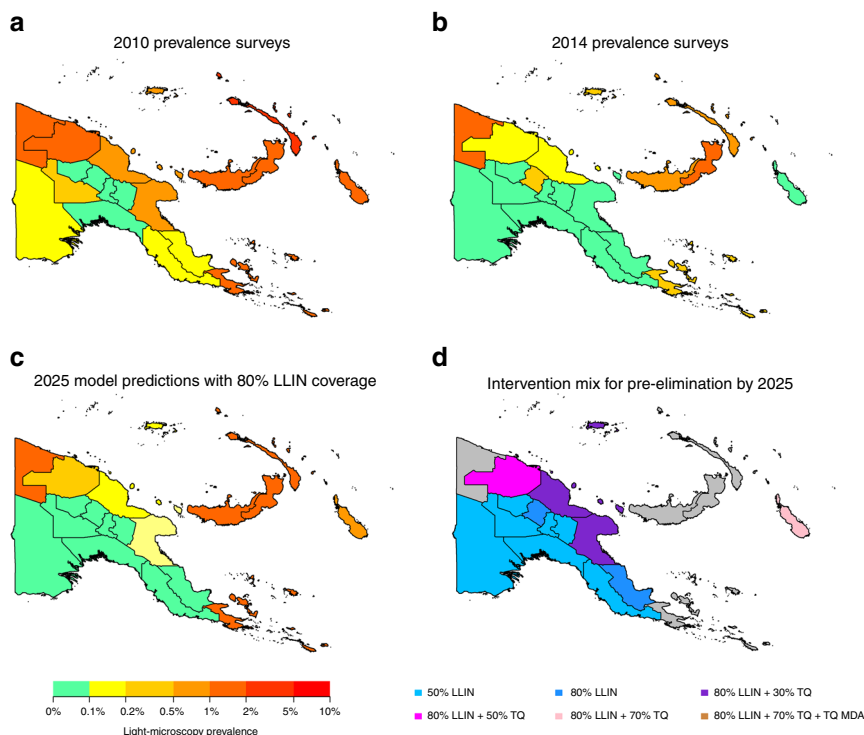 a
2010 prevalence surveys
b
2014 prevalence surveys
c
2025 model predictions with 80% LLIN coverage
d
Intervention mix for pre-elimination by 2025
0% 0.1% 0.2% 0.5% 1% 2% 5% 10%
Light-microscopy prevalence
50% LLIN
80% LLIN
80% LLIN + 30% TQ
80% LLIN + 50% TQ
80% LLIN + 70% TQ
80% LLIN + 70% TQ + TQ MDA